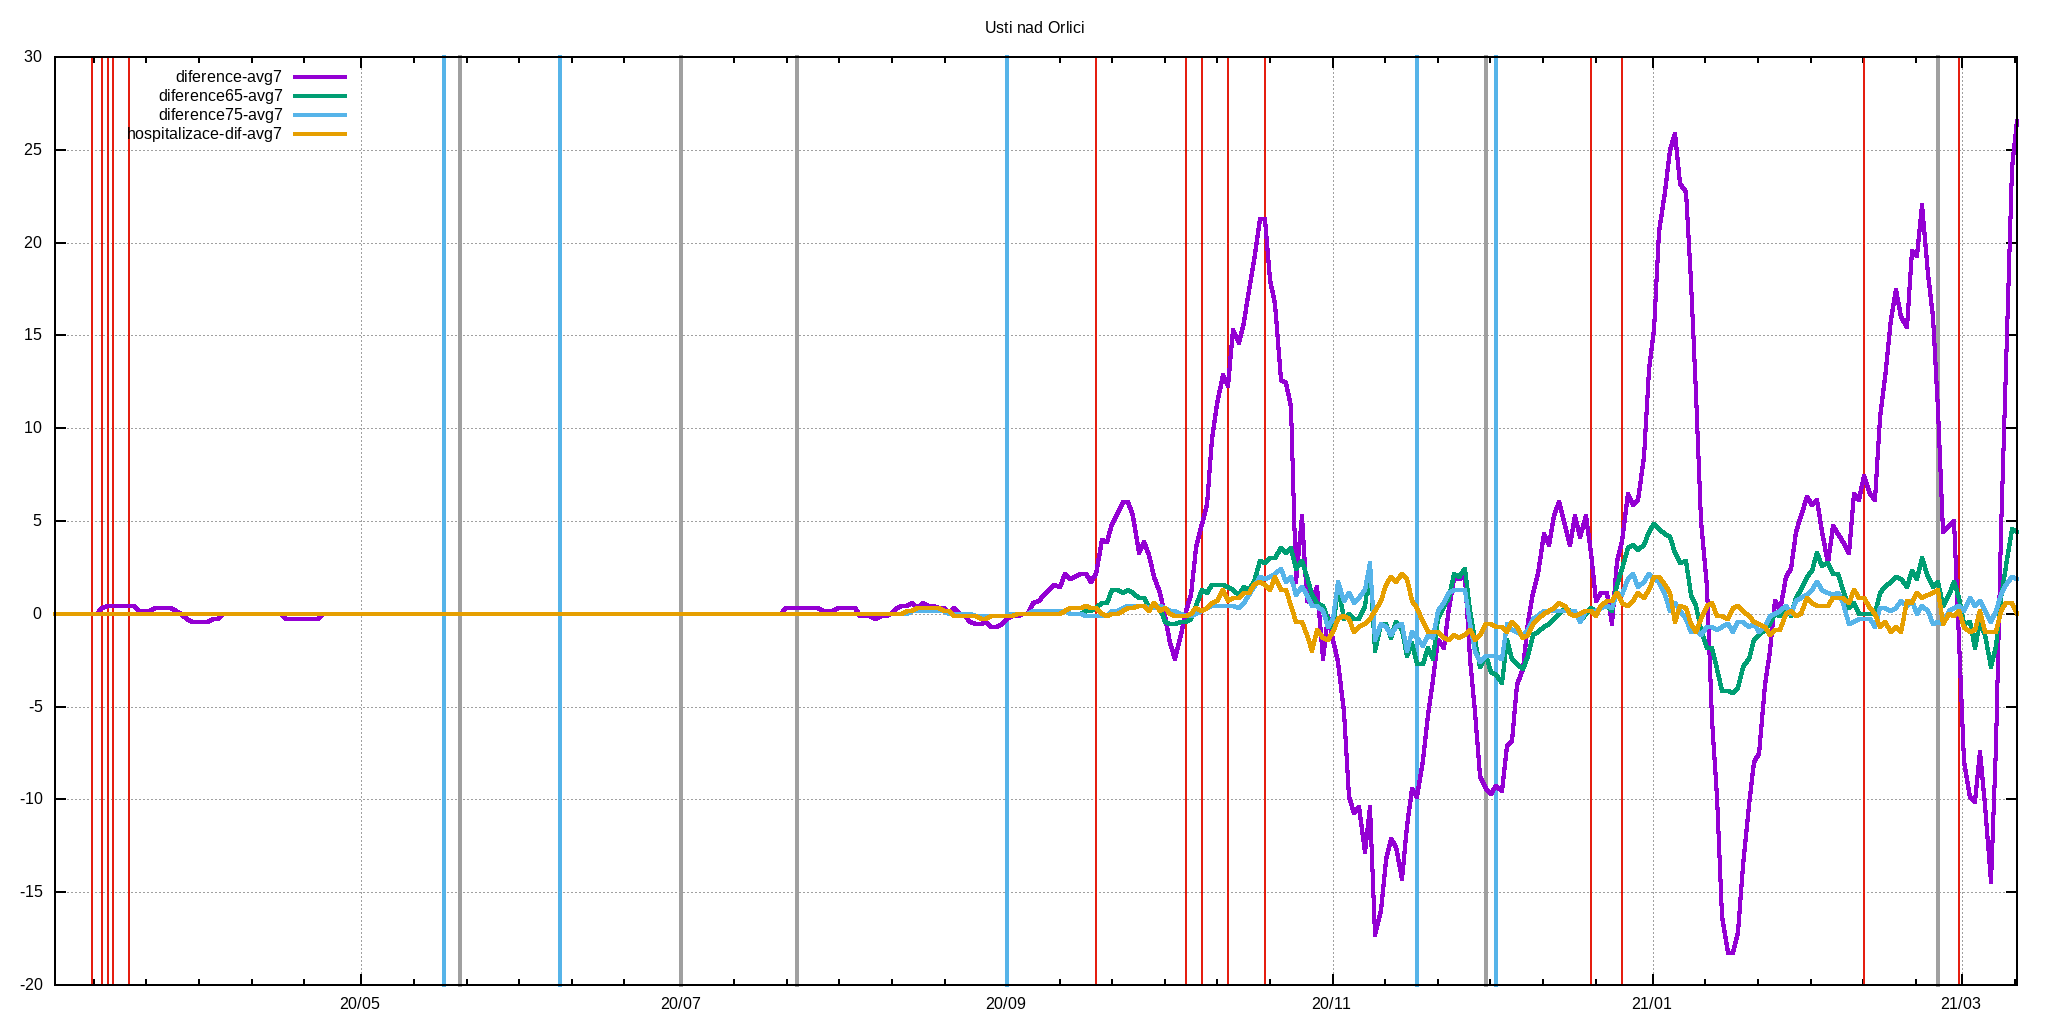 Usti nad Orlici
30
25
20
15
10
5
0
-5
-10
-15
-20
diference-avg7
diference65-avg7
diference75-avg7
hospitalizace-dif-avg7
20/05 20/07 20/09 20/11 21/01 21/03